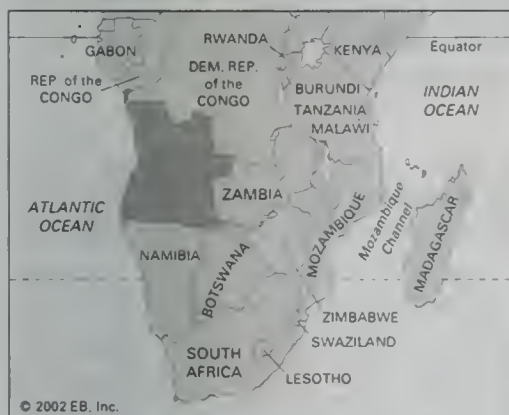 GABON
RWANDA
KENYA
Equator
REP. of the
CONGO
DEM. REP.
of the
CONGO
BURUNDI
TANZANIA
MALAWI
INDIAN
OCEAN
ATLANTIC
OCEAN
ZAMBIA
MOZAMBIQUE
Mozambique
Channel
MADAGASCAR
NAMIBIA
BOTSWANA
ZIMBABWE
SWAZILAND
SOUTH
AFRICA
LESOTHO
© 2002 EB, Inc.